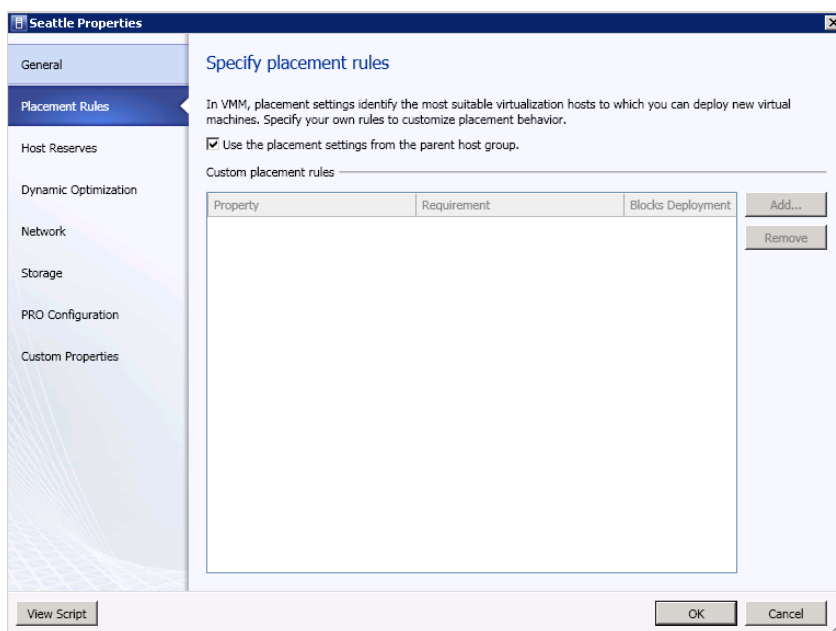 Seattle Properties
General
Placement Rules
Host Reserves
Dynamic Optimization
Network
Storage
PRO Configuration
Custom Properties
Specify placement rules
In VMM, placement settings identify the most suitable virtualization hosts to which you can deploy new virtual
machines. Specify your own rules to customize placement behavior.
Use the placement settings from the parent host group.
Custom placement rules
Property Requirement Blocks Deployment
Add...
Remove
View Script
OK
Cancel